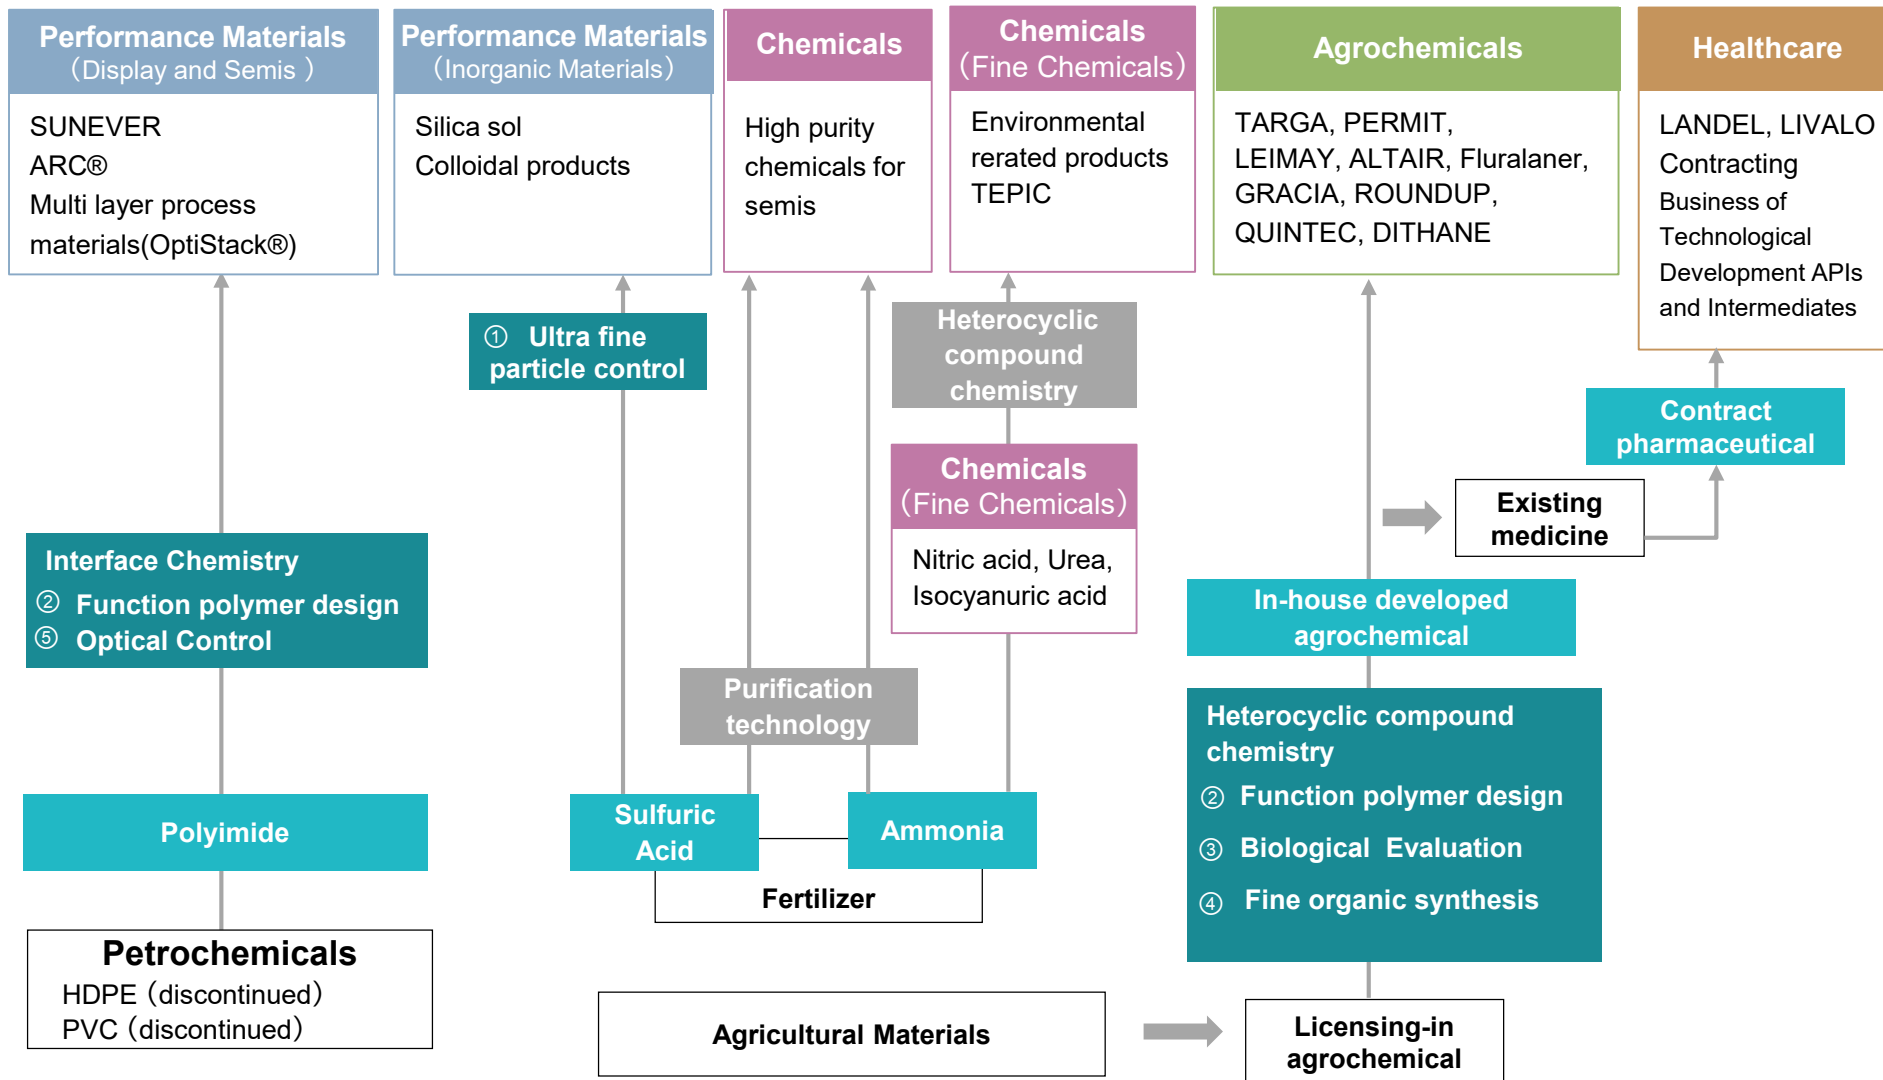 Performance Materials
（Display and Semis ）
SUNEVER
ARC®
Multi layer process
materials(OptiStack®)
Performance Materials
（Inorganic Materials）
Silica sol
Colloidal products
Chemicals
High purity
chemicals for
semis
Chemicals
（Fine Chemicals）
Environmental
rerated products
TEPIC
Agrochemicals
TARGA, PERMIT,
LEIMAY, ALTAIR, Fluralaner,
GRACIA, ROUNDUP,
QUINTEC, DITHANE
Healthcare
LANDEL, LIVALO
Contracting
Business of
Technological
Development APIs
and Intermediates
① Ultra fine
particle control
Heterocyclic
compound
chemistry
Contract
pharmaceutical
Chemicals
（Fine Chemicals）
Nitric acid, Urea,
Isocyanuric acid
Existing
medicine
Interface Chemistry
② Function polymer design
⑤ Optical Control
In-house developed
agrochemical
Purification
technology
Heterocyclic compound
chemistry
② Function polymer design
③ Biological Evaluation
④ Fine organic synthesis
Polyimide
Sulfuric
Acid
Ammonia
Fertilizer
Petrochemicals
HDPE（discontinued）
PVC（discontinued）
Agricultural Materials
Licensing-in
agrochemical